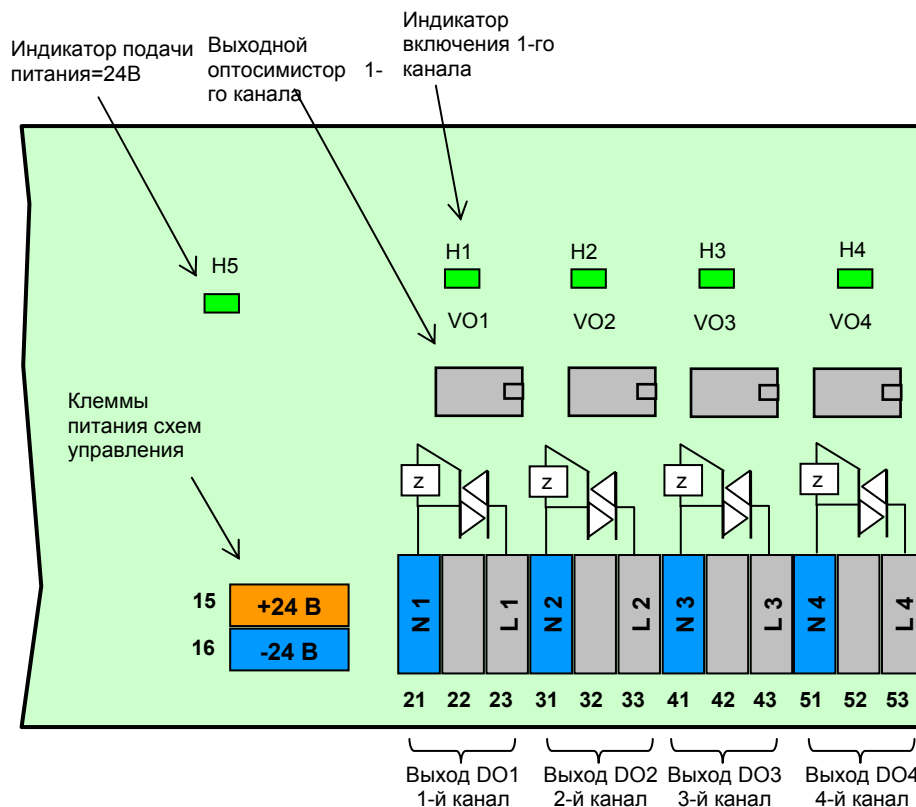 Индикатор подачи
питания=24В
Выходной
оптосимистор 1-
го канала
Индикатор
включения 1-го
канала
H5
H1
H2
H3
H4
VO1
VO2
VO3
VO4
Клеммы
питания схем
управления
z
z
z
z
15
+24 В
16
-24 В
N 1
L 1
N 2
L 2
N 3
L 3
N 4
L 4
21 22 23 31 32 33 41 42 43 51 52 53
Выход DO1
1-й канал
Выход DO2
2-й канал
Выход DO3
3-й канал
Выход DO4
4-й канал